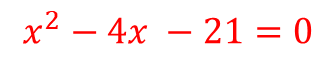 x² − 4x − 21 = 0